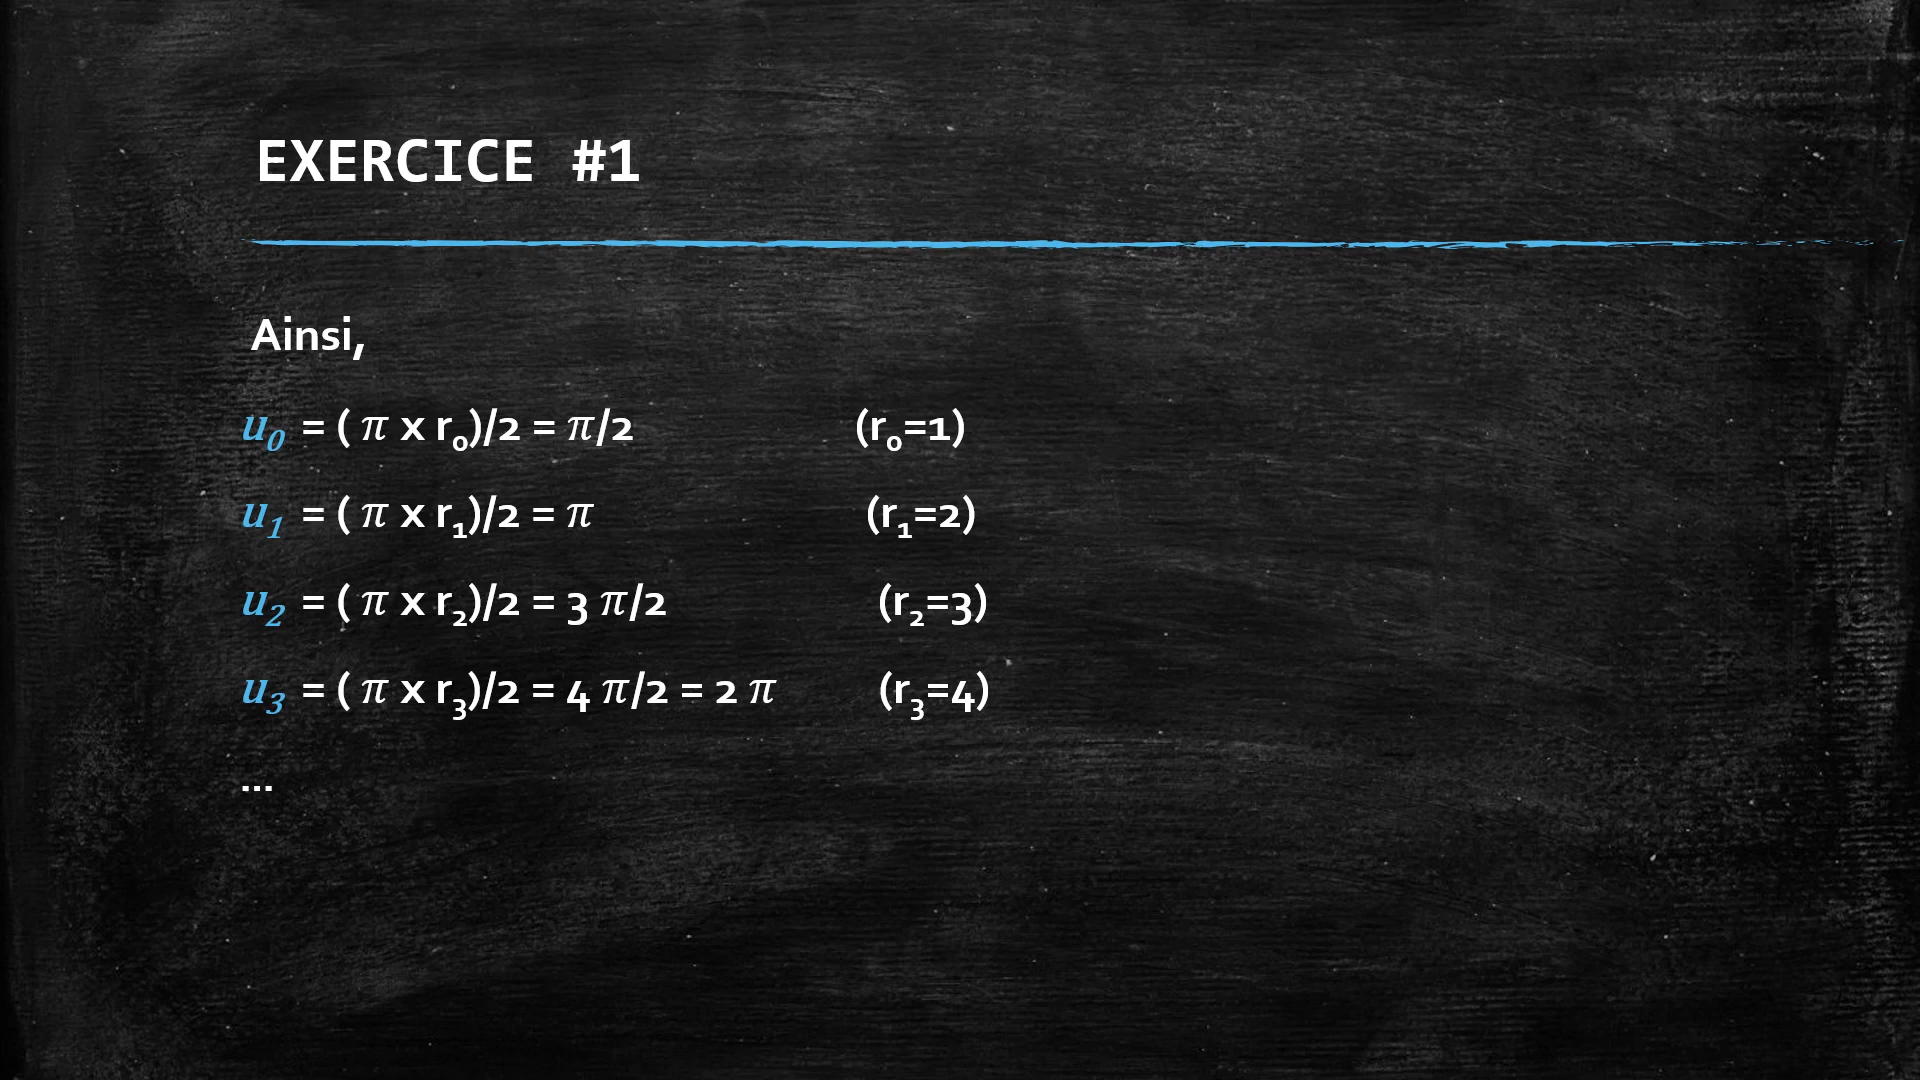 EXERCICE #1
Ainsi,
u₀ = ( π x r₀)/2 = π/2 (r₀=1)
u₁ = ( π x r₁)/2 = π (r₁=2)
u₂ = ( π x r₂)/2 = 3 π/2 (r₂=3)
u₃ = ( π x r₃)/2 = 4 π/2 = 2 π (r₃=4)
...